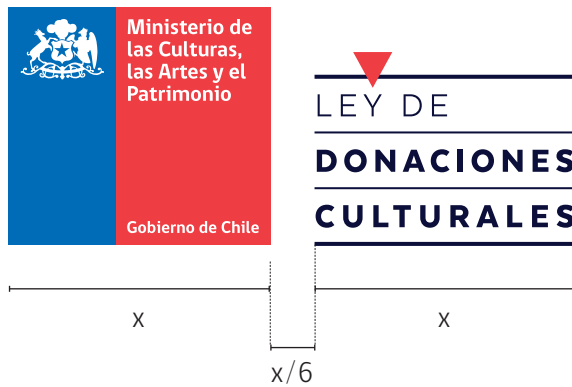 Ministerio de
las Culturas,
las Artes y el
Patrimonio
Gobierno de Chile
LEY DE
DONACIONES
CULTURALES
x
x
x/6